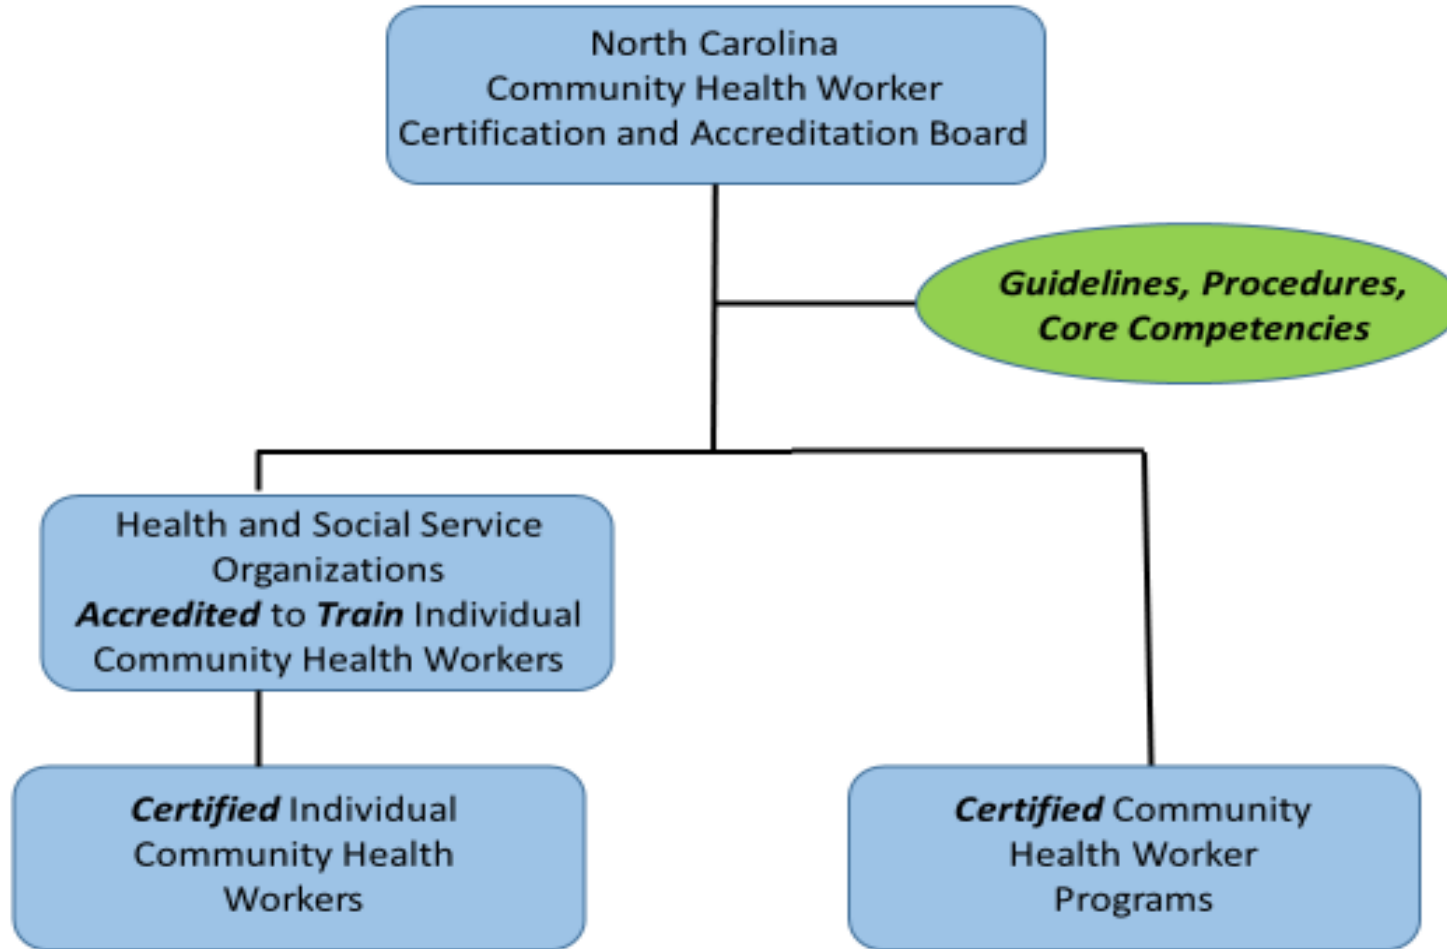 North Carolina
Community Health Worker
Certification and Accreditation Board
Guidelines, Procedures,
Core Competencies
Health and Social Service
Organizations
Accredited to Train Individual
Community Health Workers
Certified Individual
Community Health
Workers
Certified Community
Health Worker
Programs